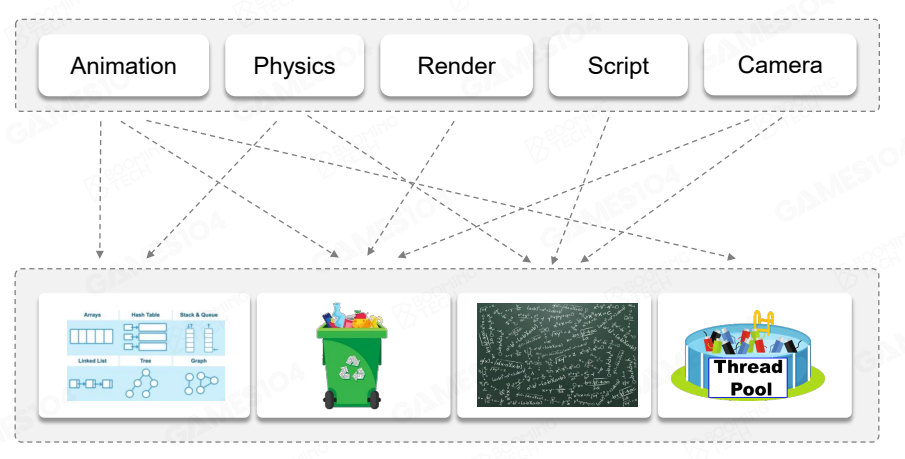 Animation
Physics
Render
Script
Camera
Arrays
Hash Table
Stack & Queue
Linked List
Tree
Graph
Thread
Pool
BOOMING
TECH
GAMES104